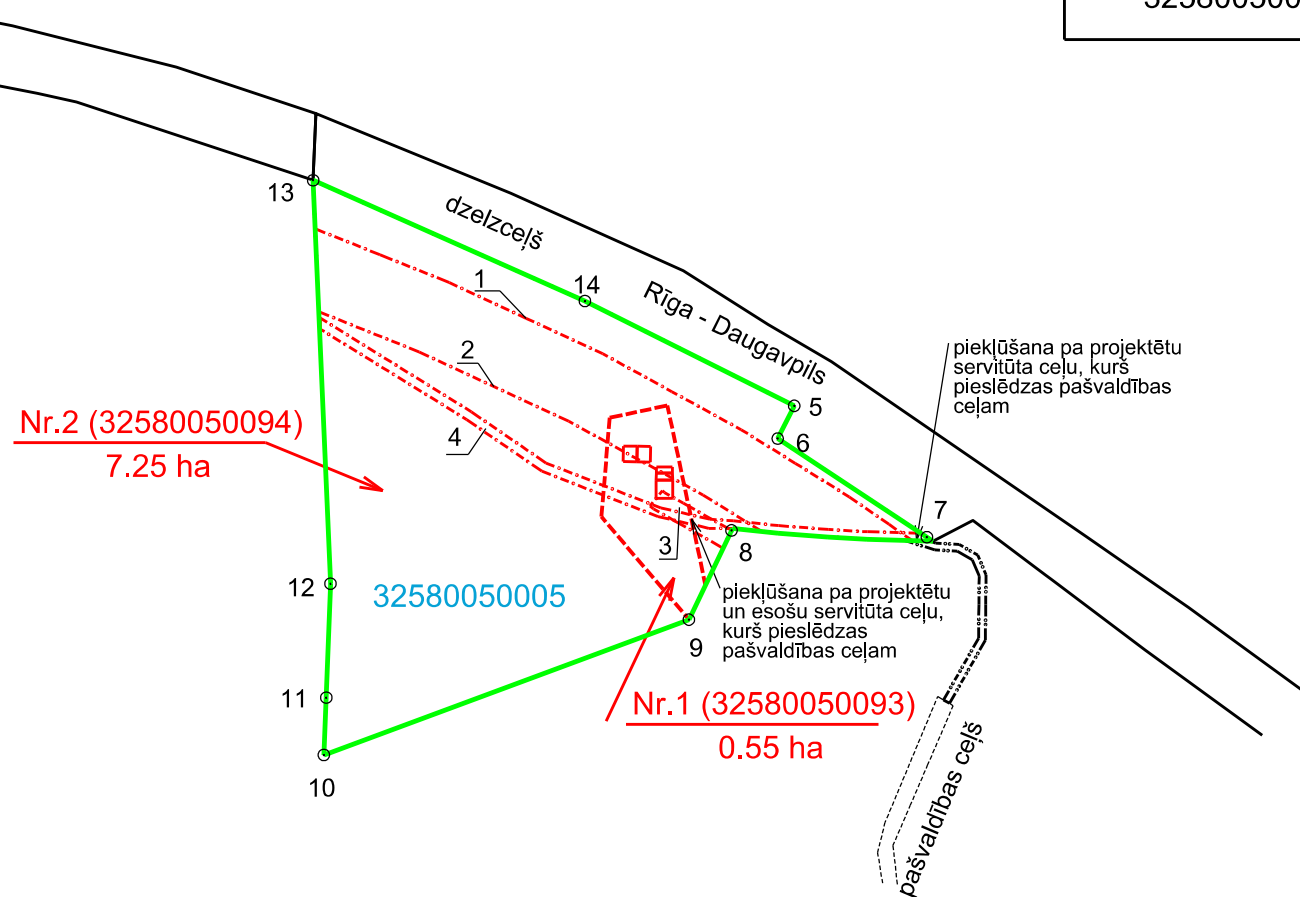 13
dzelzceļš
1
14
Rīga - Daugavpils
2
5
piekļūšana pa projektētu
servitūta ceļu, kurš
pieslēdzas pašvaldības
ceļam
Nr.2 (32580050094)
7.25 ha
4
6
7
3
8
12
32580050005
piekļūšana pa projektētu
un esošu servitūta ceļu,
kurš pieslēdzas
pašvaldības ceļam
9
11
Nr.1 (32580050093)
0.55 ha
10
pašvaldības ceļš